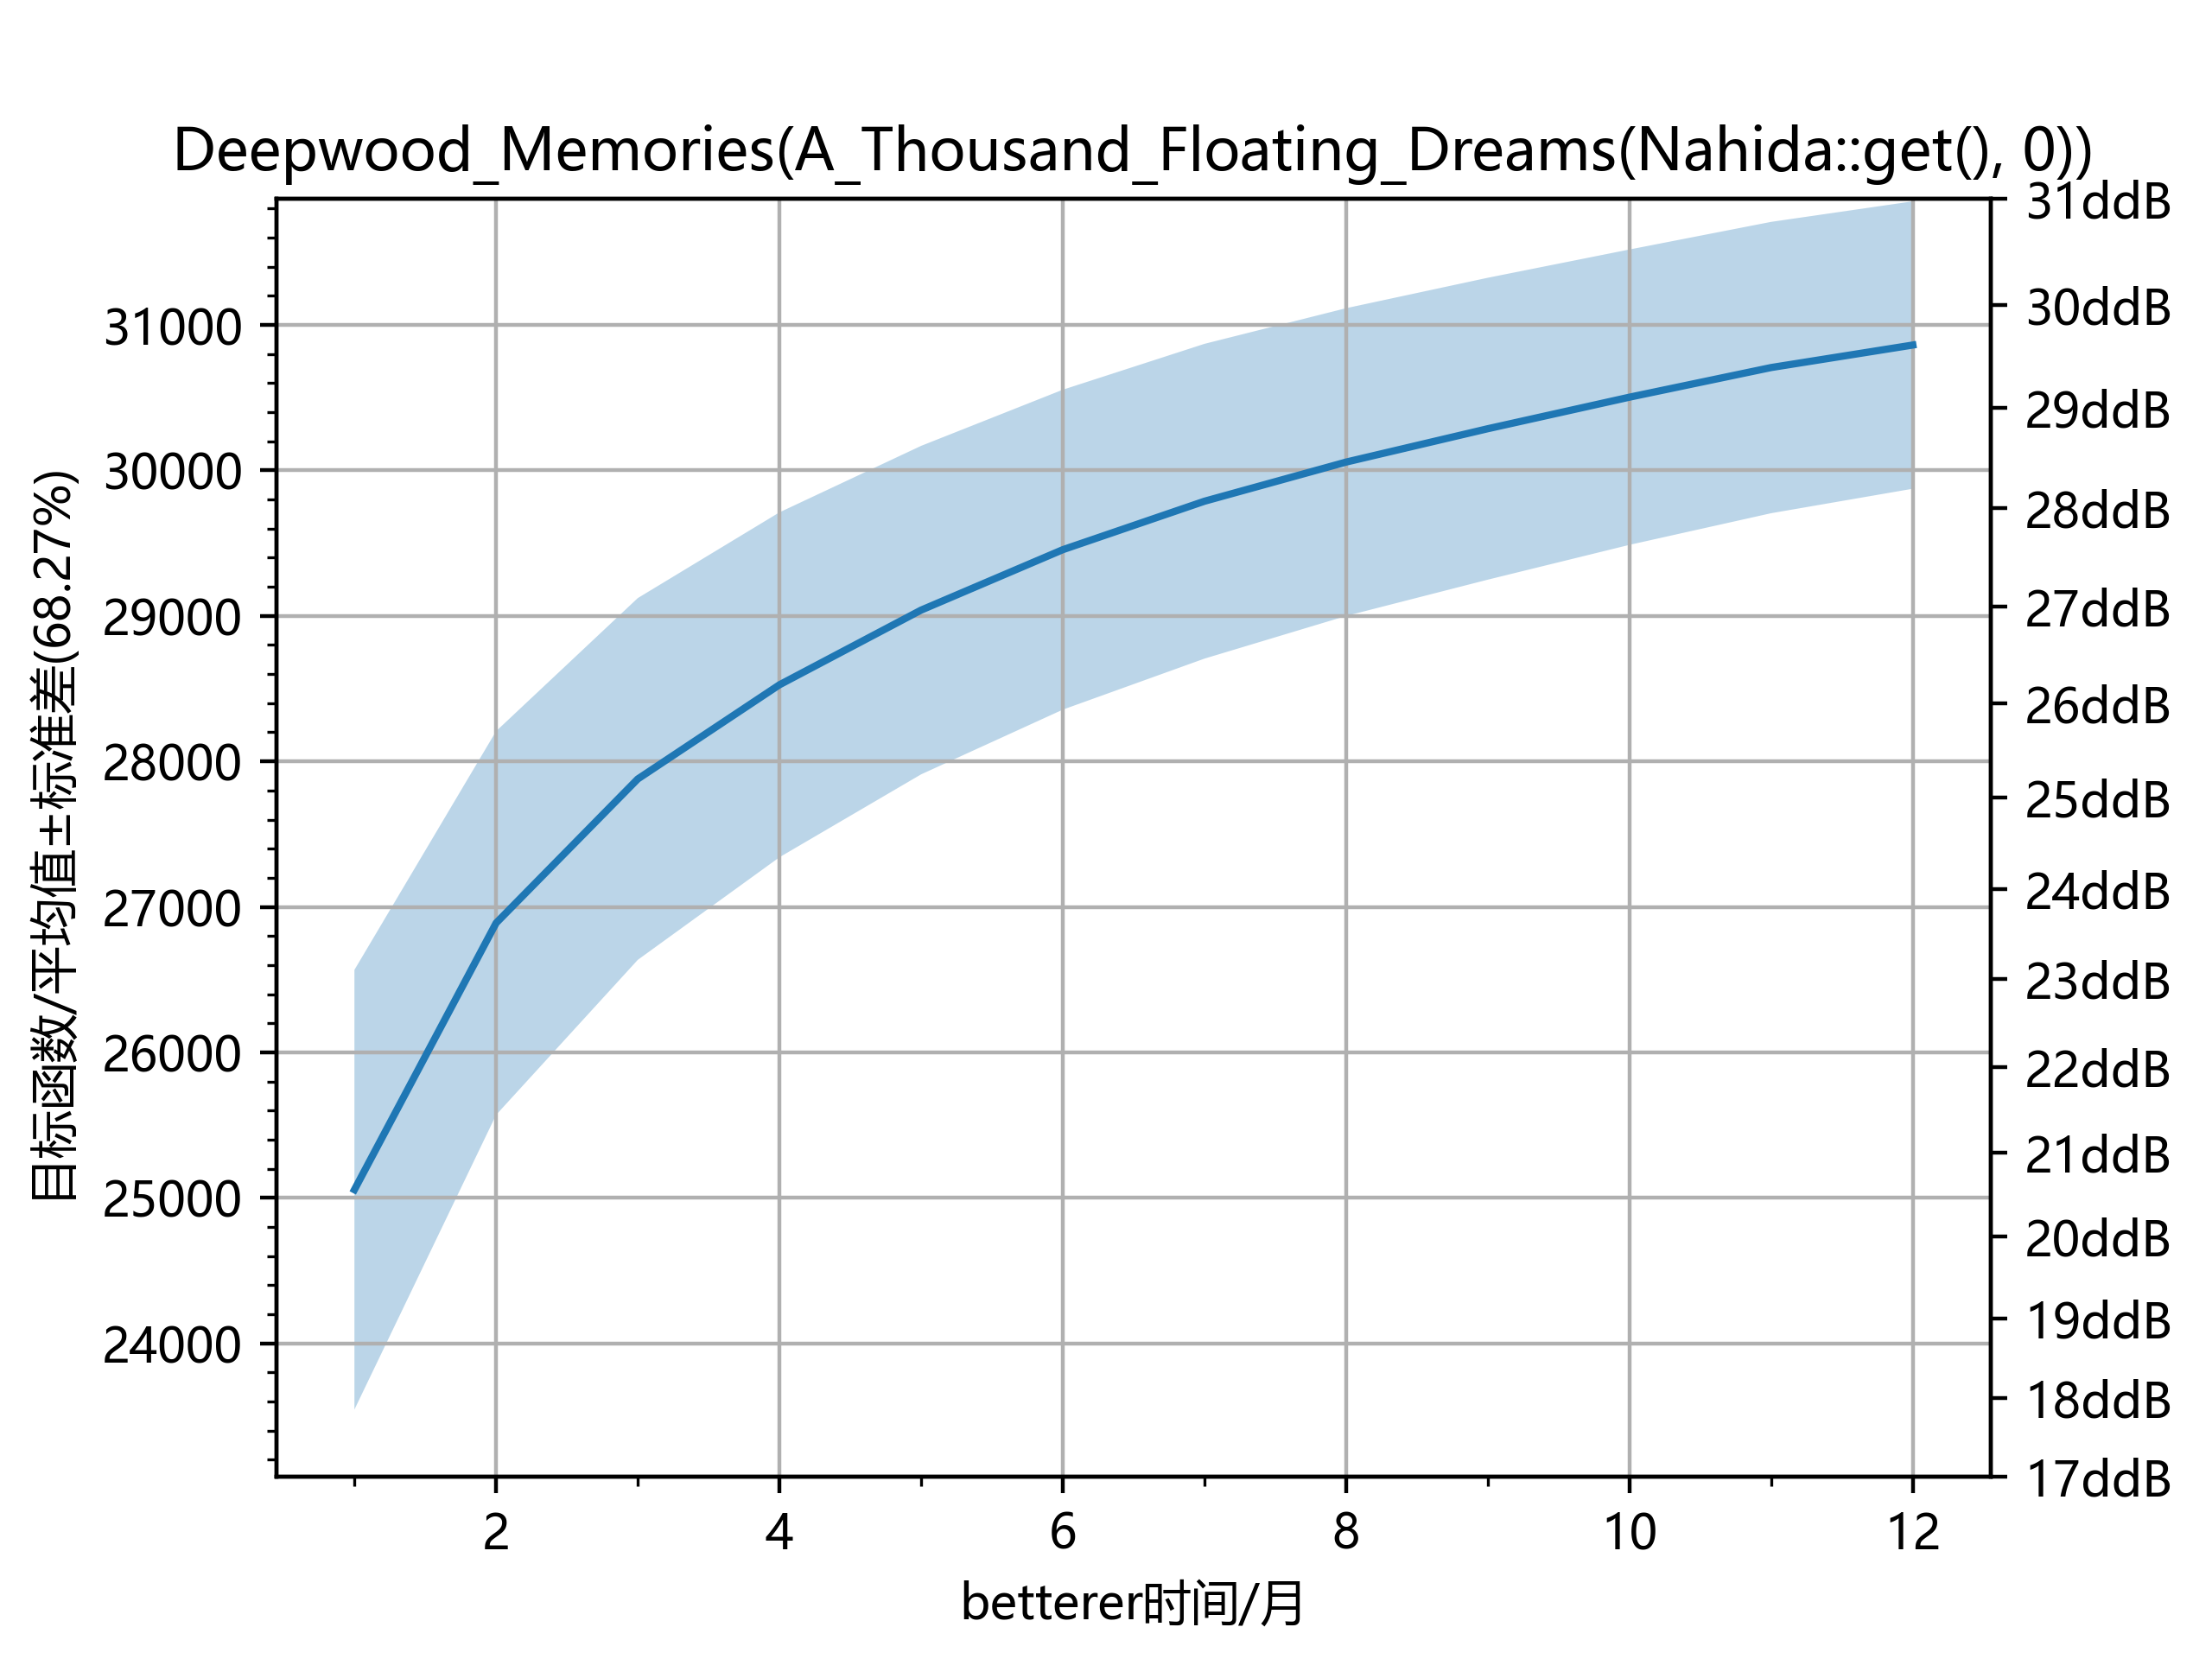 Deepwood_Memories(A_Thousand_Floating_Dreams(Nahida::get(), 0))
目标函数/平均值±标准差(68.27%)
31000
30000
29000
28000
27000
26000
25000
24000
31ddB
30ddB
29ddB
28ddB
27ddB
26ddB
25ddB
24ddB
23ddB
22ddB
21ddB
20ddB
19ddB
18ddB
17ddB
2 4 6 8 10 12
betterer时间/月